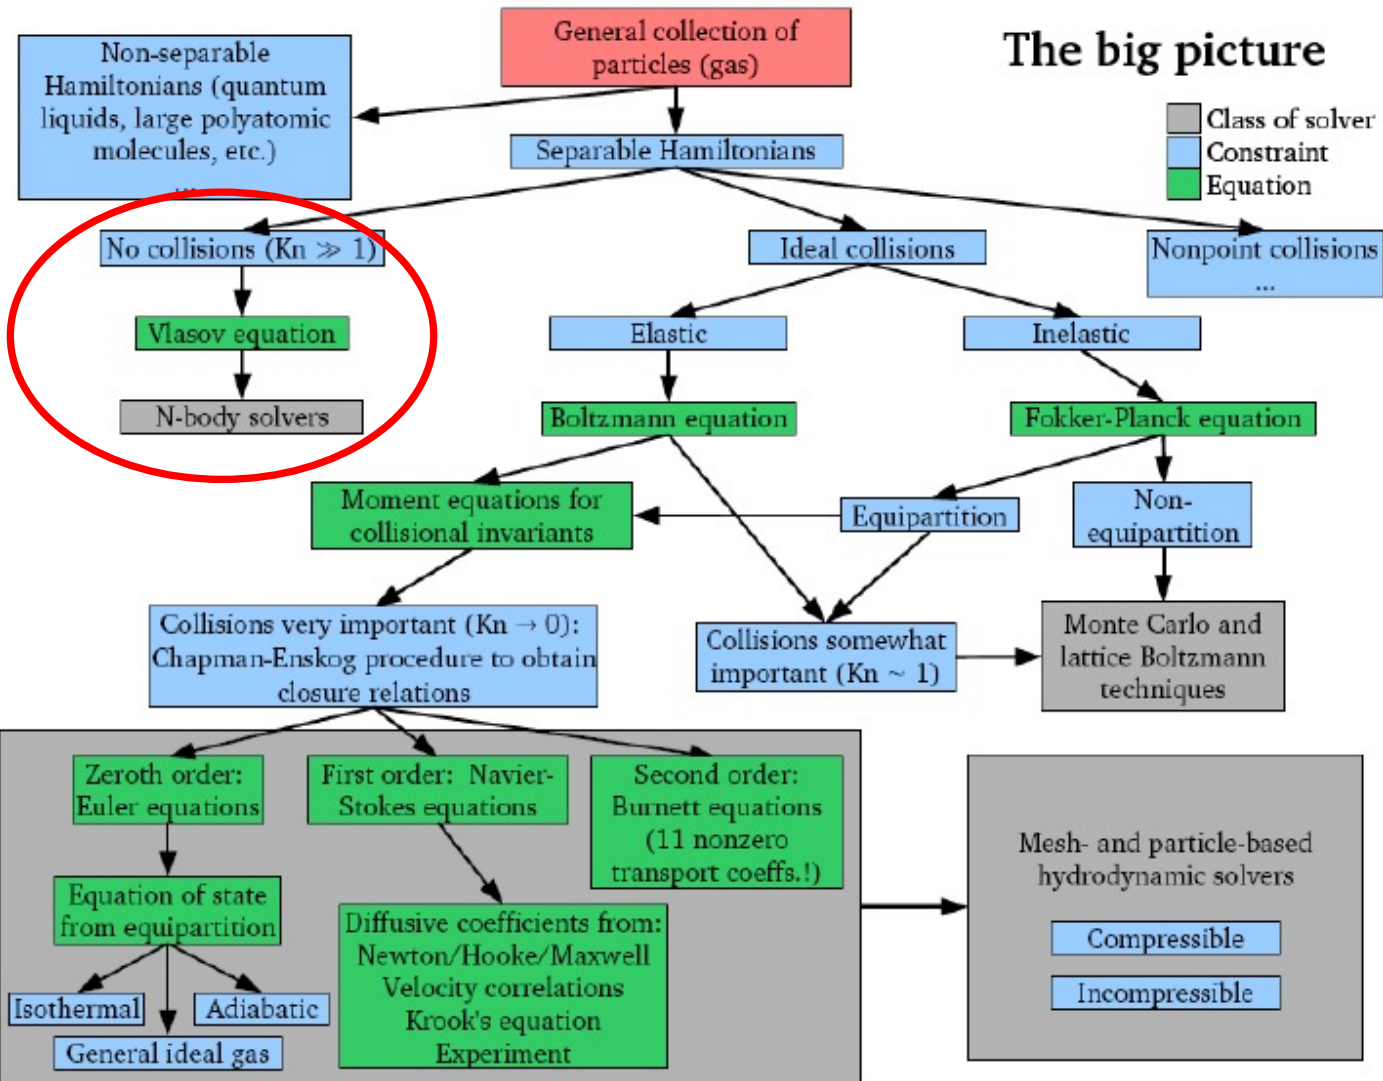 General collection of
particles (gas)
The big picture
Non-separable
Hamiltonians (quantum
liquids, large polyatomic
molecules, etc.)
...
Class of solver
Constraint
Equation
Separable Hamiltonians
No collisions (Kn ≫ 1)
Ideal collisions
Nonpoint collisions
...
Vlasov equation
Elastic
Inelastic
N-body solvers
Boltzmann equation
Fokker-Planck equation
Moment equations for
collisional invariants
Equipartition
Non-
equipartition
Collisions very important (Kn → 0):
Chapman-Enskog procedure to obtain
closure relations
Collisions somewhat
important (Kn ~ 1)
Monte Carlo and
lattice Boltzmann
techniques
Zeroth order:
Euler equations
First order: Navier-
Stokes equations
Second order:
Burnett equations
(11 nonzero
transport coeffs.!)
Equation of state
from equipartition
Diffusive coefficients from:
Newton/Hooke/Maxwell
Velocity correlations
Krook's equation
Experiment
Isothermal
Adiabatic
General ideal gas
Mesh- and particle-based
hydrodynamic solvers
Compressible
Incompressible